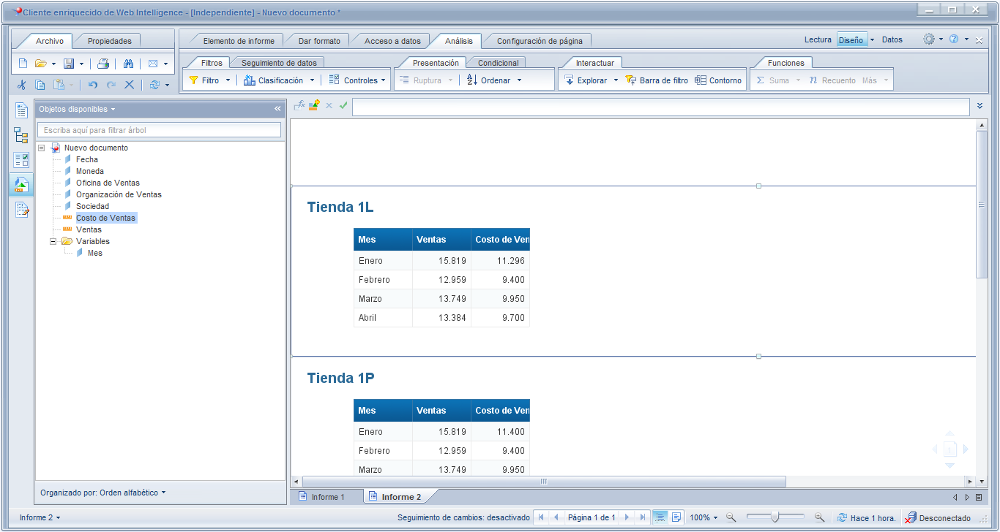 Cliente enriquecido de Web Intelligence - [Independiente] - Nuevo documento *
Archivo Propiedades Elemento de informe Dar formato Acceso a datos Análisis Configuración de página Lectura Diseño Datos
Filtros Seguimiento de datos Presentación Condicional Interactuar Funciones
Filtro Clasificación Controles Ruptura Ordenar Explorar Barra de filtro Contorno Σ Suma n Recuento Más
Objetos disponibles
Escriba aquí para filtrar árbol
Nuevo documento
Fecha
Moneda
Oficina de Ventas
Organización de Ventas
Sociedad
Costo de Ventas
Ventas
Variables
Mes
Organizado por: Orden alfabético
Tienda 1L
Mes Ventas Costo de Ven
Enero 15.819 11.296
Febrero 12.959 9.400
Marzo 13.749 9.950
Abril 13.384 9.700
Tienda 1P
Mes Ventas Costo de Ven
Enero 15.819 11.400
Febrero 12.959 9.400
Marzo 13.749 9.950
Informe 1 Informe 2
Informe 2 Seguimiento de cambios: desactivado Página 1 de 1 100% Hace 1 hora. Desconectado